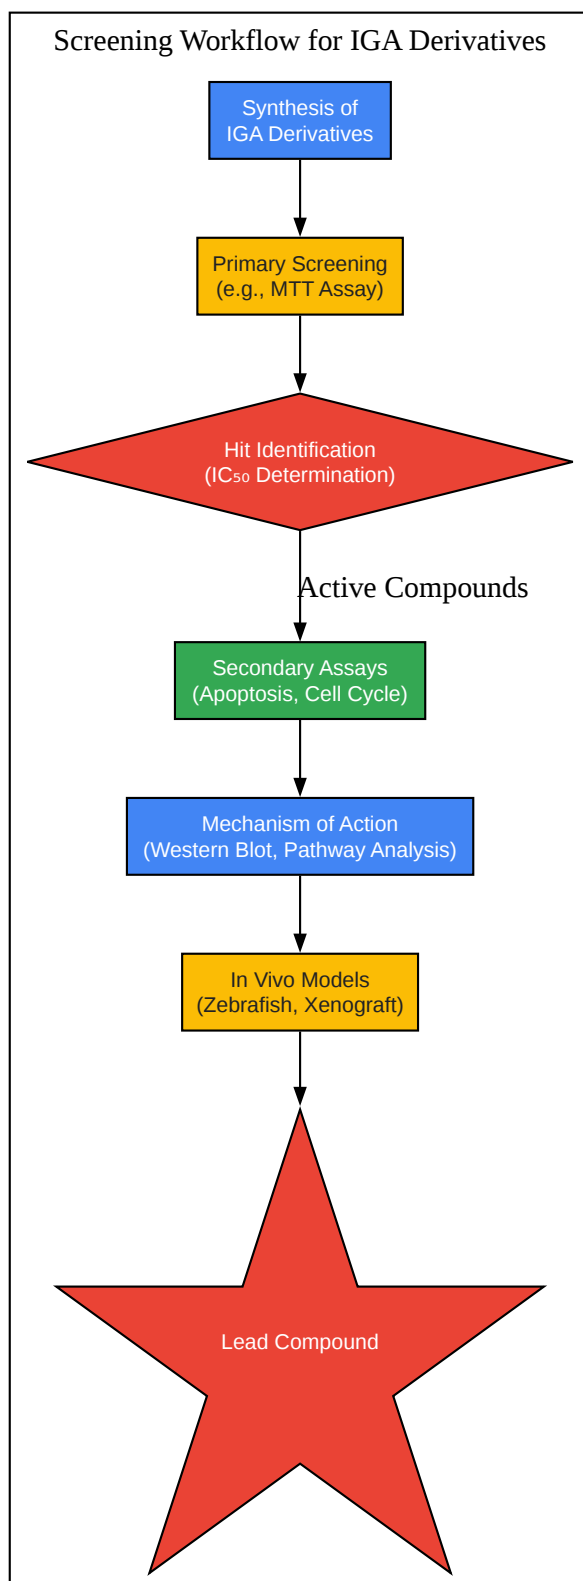 Screening Workflow for IGA Derivatives
Synthesis of
IGA Derivatives
Primary Screening
(e.g., MTT Assay)
Hit Identification
(IC₅₀ Determination)
Active Compounds
Secondary Assays
(Apoptosis, Cell Cycle)
Mechanism of Action
(Western Blot, Pathway Analysis)
In Vivo Models
(Zebrafish, Xenograft)
Lead Compound